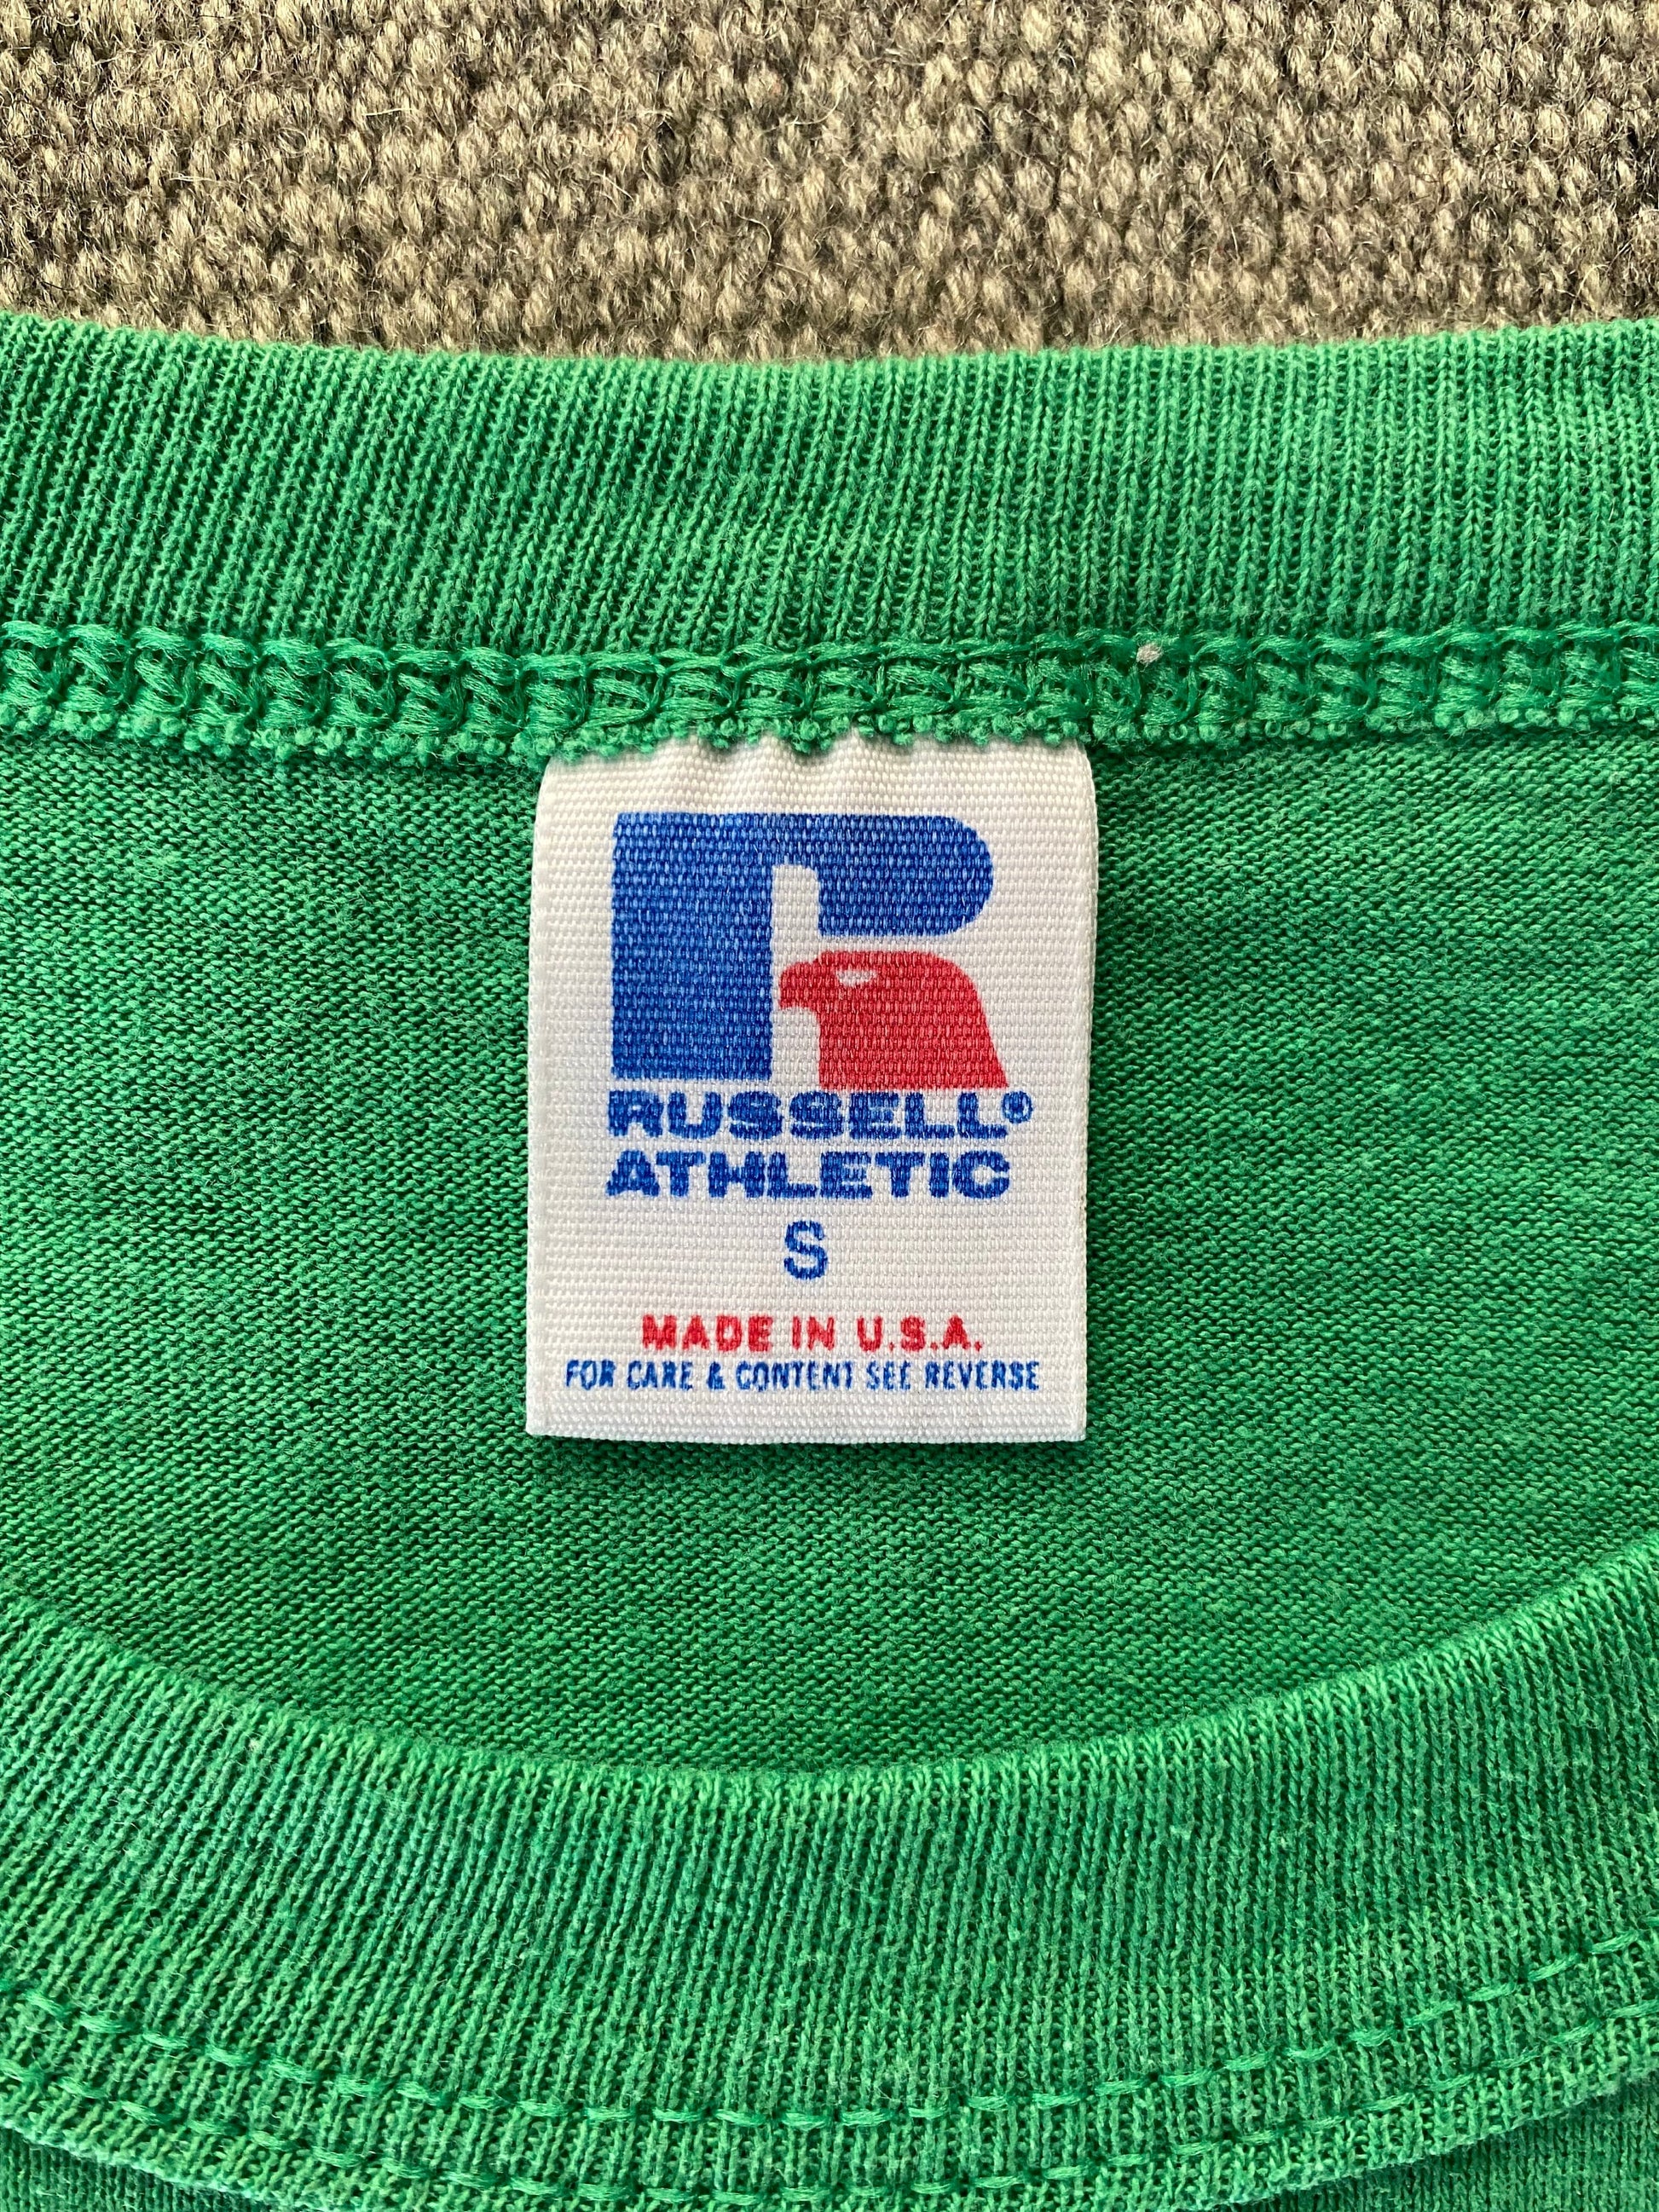 RUSSELL®
ATHLETIC
S
MADE IN U.S.A.
FOR CARE & CONTENT SEE REVERSE